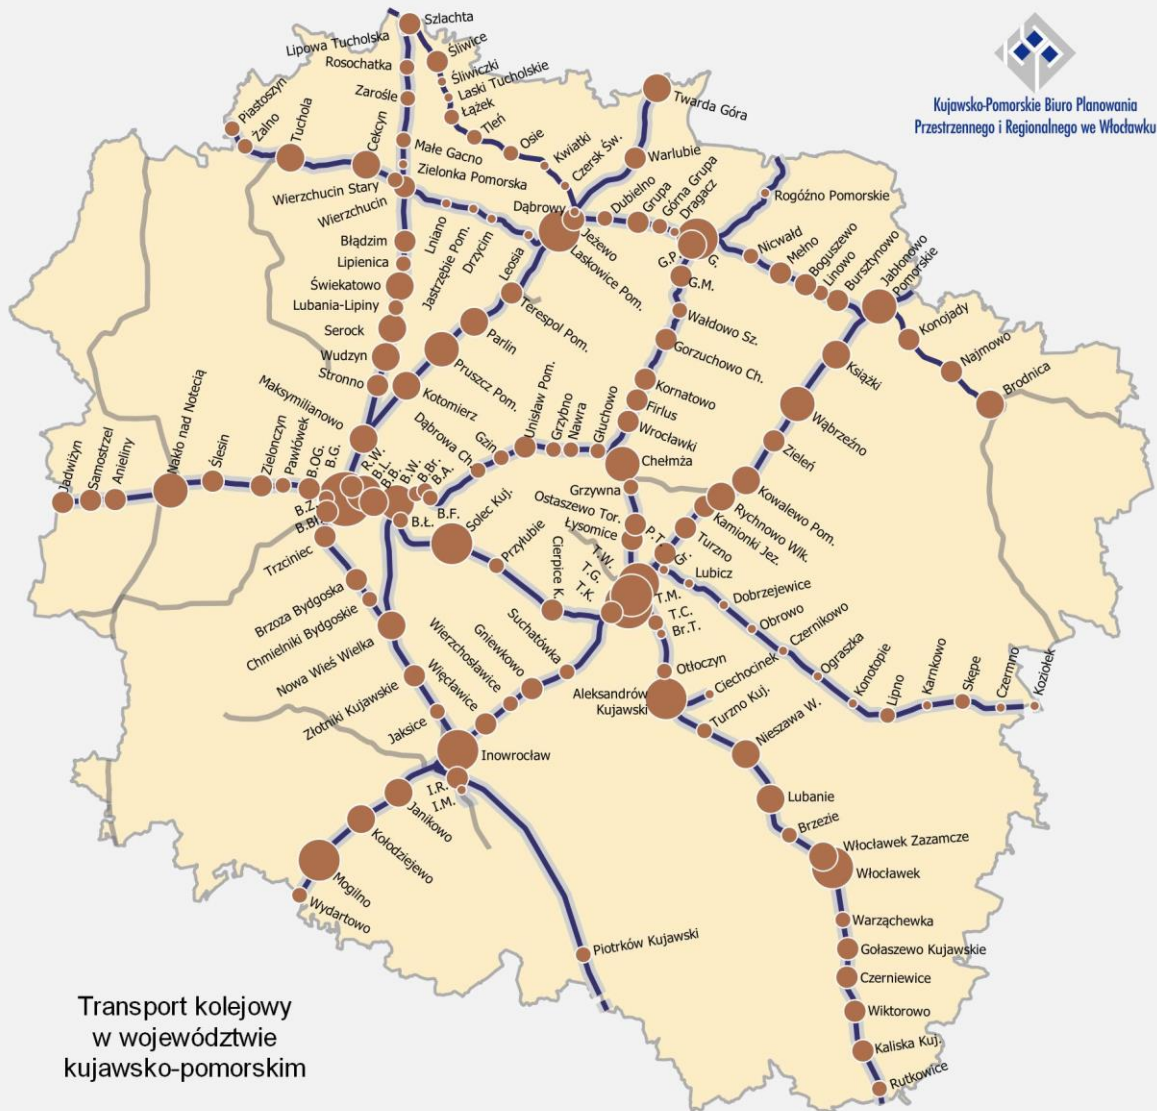 Szlachta
Lipowa Tucholska
Śliwice
Rosochatka
Śliwiczki
Laski Tucholskie
Zarośle
Łążek
Twarda Góra
Kujawsko-Pomorskie Biuro Planowania
Przestrzennego i Regionalnego we Włocławku
Piastoszyn
Żalno
Tuchola
Cekcyn
Tleń
Osie
Kwiatki
Czersk Św.
Małe Gacno
Zielonka Pomorska
Warlubie
Wierzchucin Stary
Wierzchucin
Dąbrowy
Dubielno
Grupa
Górna Grupa
Dragacz
Rogóźno Pomorskie
Jeżewo
Laskowice Pom.
Błądzim
Lniano
Jastrzębie Pom.
Drzycim
Leosia
G.P.
G.
G.M.
Nicwałd
Mełno
Boguszewo
Linowo
Bursztynowo
Jabłonowo
Pomorskie
Lipienica
Świekatowo
Lubania-Lipiny
Serock
Terespol Pom.
Parlin
Wałdowo Sz.
Gorzuchowo Ch.
Konojady
Najmowo
Brodnica
Wudzyn
Stronno
Pruszcz Pom.
Kotomierz
Książki
Kornatowo
Firlus
Wrocławki
Wąbrzeźno
Maksymilianowo
Dąbrowa Ch.
Gzin
Unisław Pom.
Grzybno
Nawra
Głuchowo
Chełmża
Zieleń
Jadwiżyn
Samostrzel
Anieliny
Nakło nad Notecią
Ślesin
Zielonczyn
Pawłówek
B.OG.
B.G.
R.W.
B.L.
B.B.
B.W.
B.Br.
B.A.
B.Z.
B.Bl.
B.F.
B.Ł.
Solec Kuj.
Grzywna
Ostaszewo Tor.
Łysomice
Kowalewo Pom.
Rychnowo Wlk.
Kamionki Jez.
Turzno
Trzciniec
Przyłubie
Cierpice K.
T.W.
T.G.
T.K.
P.T.
Gr.
Lubicz
Dobrzejewice
Obrowo
Czernikowo
Ograszka
Konotopie
Lipno
Karnkowo
Skępe
Czermno
Koziołek
T.M.
T.C.
Br.T.
Brzoza Bydgoska
Chmielniki Bydgoskie
Nowa Wieś Wielka
Złotniki Kujawskie
Jaksice
Więcławice
Wierzchosławice
Gniewkowo
Suchatówka
Otłoczyn
Ciechocinek
Aleksandrów
Kujawski
Turzno Kuj.
Nieszawa W.
Inowrocław
I.R.
I.M.
Janikowo
Kołodziejewo
Mogilno
Wydartowo
Lubanie
Brzezie
Włocławek Zazamcze
Włocławek
Warząchewka
Gołaszewo Kujawskie
Czerniewice
Wiktorowo
Kaliska Kuj.
Rutkowice
Piotrków Kujawski
Transport kolejowy
w województwie
kujawsko-pomorskim